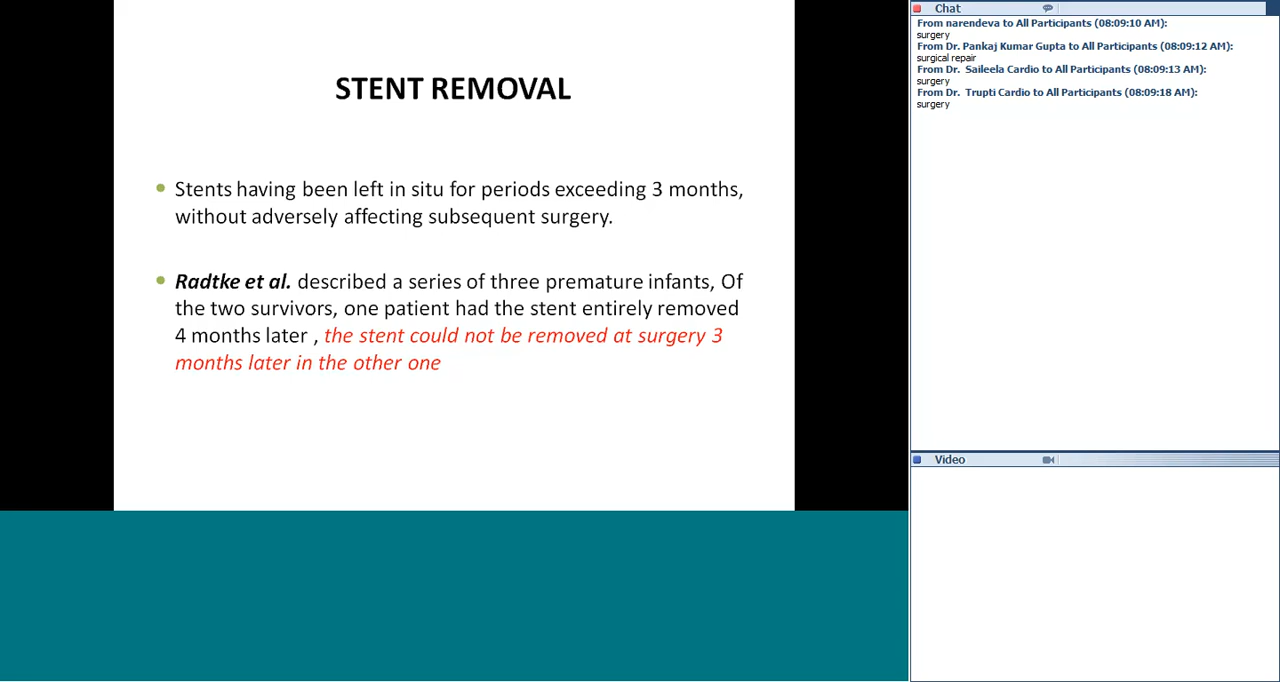 STENT REMOVAL
Stents having been left in situ for periods exceeding 3 months,
without adversely affecting subsequent surgery.
Radtke et al. described a series of three premature infants, Of
the two survivors, one patient had the stent entirely removed
4 months later , the stent could not be removed at surgery 3
months later in the other one
Chat
From narendeva to All Participants (08:09:10 AM):
surgery
From Dr. Pankaj Kumar Gupta to All Participants (08:09:12 AM):
surgical repair
From Dr.  Saileela Cardio to All Participants (08:09:13 AM):
surgery
From Dr.  Trupti Cardio to All Participants (08:09:18 AM):
surgery
Video